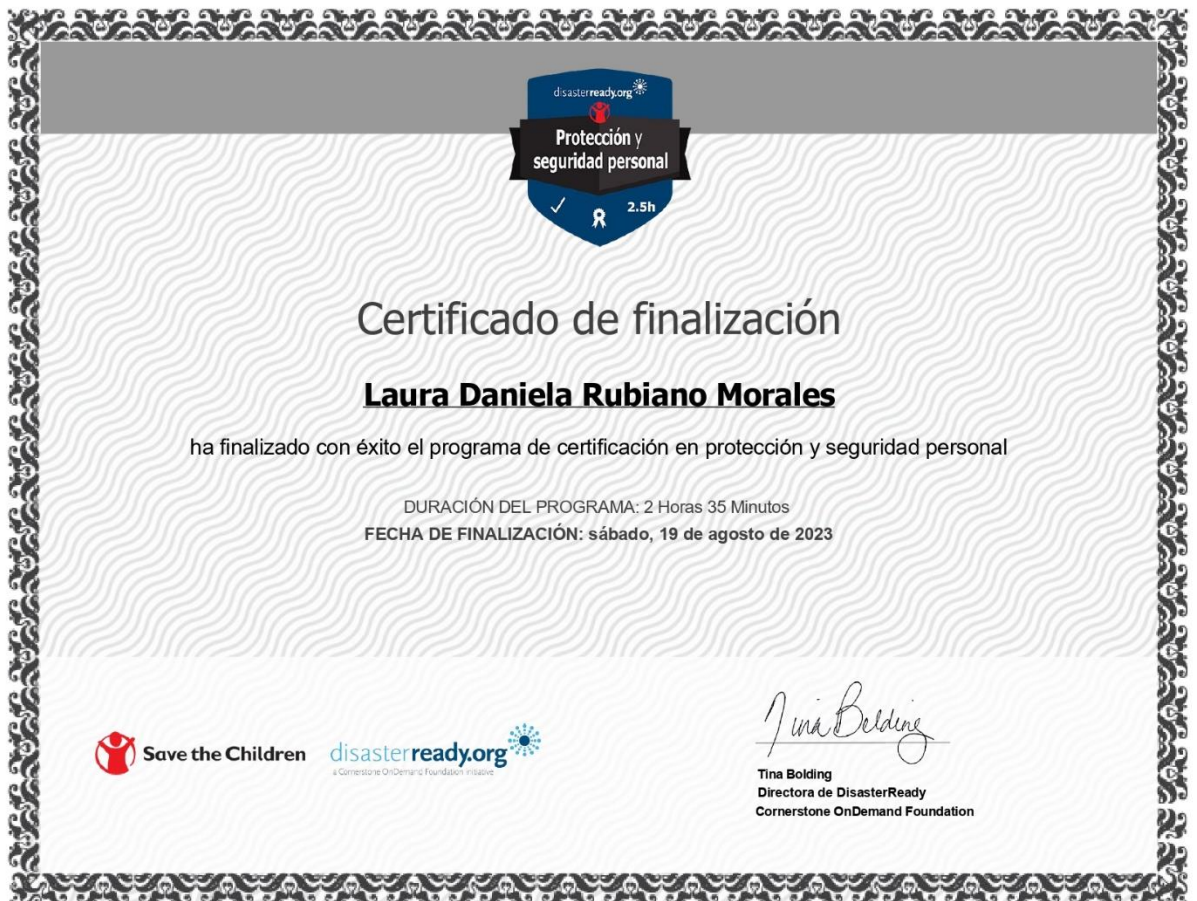 disasterready.org
Protección y
seguridad personal
2.5h
Certificado de finalización
Laura Daniela Rubiano Morales
ha finalizado con éxito el programa de certificación en protección y seguridad personal
DURACIÓN DEL PROGRAMA: 2 Horas 35 Minutos
FECHA DE FINALIZACIÓN: sábado, 19 de agosto de 2023
Save the Children
disasterready.org
a Cornerstone OnDemand Foundation initiative
Tina Bolding
Tina Bolding
Directora de DisasterReady
Cornerstone OnDemand Foundation